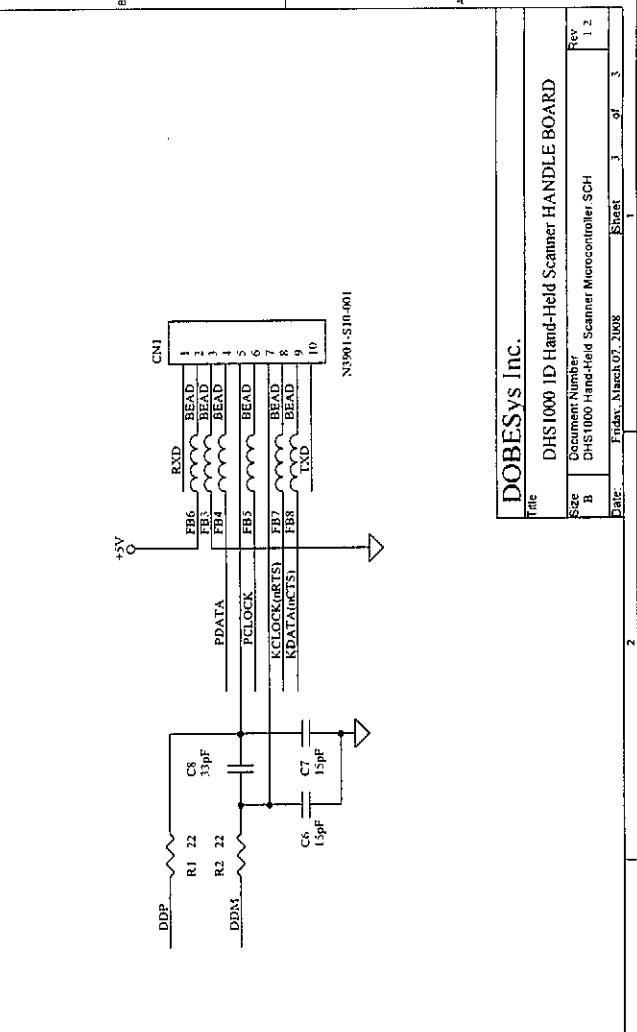 B
A
+5V
CN1
RXD
FB6 BEAD 1
FB3 BEAD 2
FB4 BEAD 3
PDATA 4
FB5 BEAD 5
PCLOCK 6
7
KCLOCK(nRTS) FB7 BEAD 8
KDATA(nCTS) FB8 BEAD 9
TXD 10
N3901-S10-001
DDP
R1 22
C8
33pF
R2 22
DDM
C6
15pF
C7
15pF
DOBESys Inc.
Title
DHS1000 1D Hand-Held Scanner HANDLE BOARD
Size Document Number Rev
B DHS1000 Hand-Held Scanner Microcontroller.SCH 1.2
Date: Friday, March 07, 2008 Sheet 3 of 3
2
1